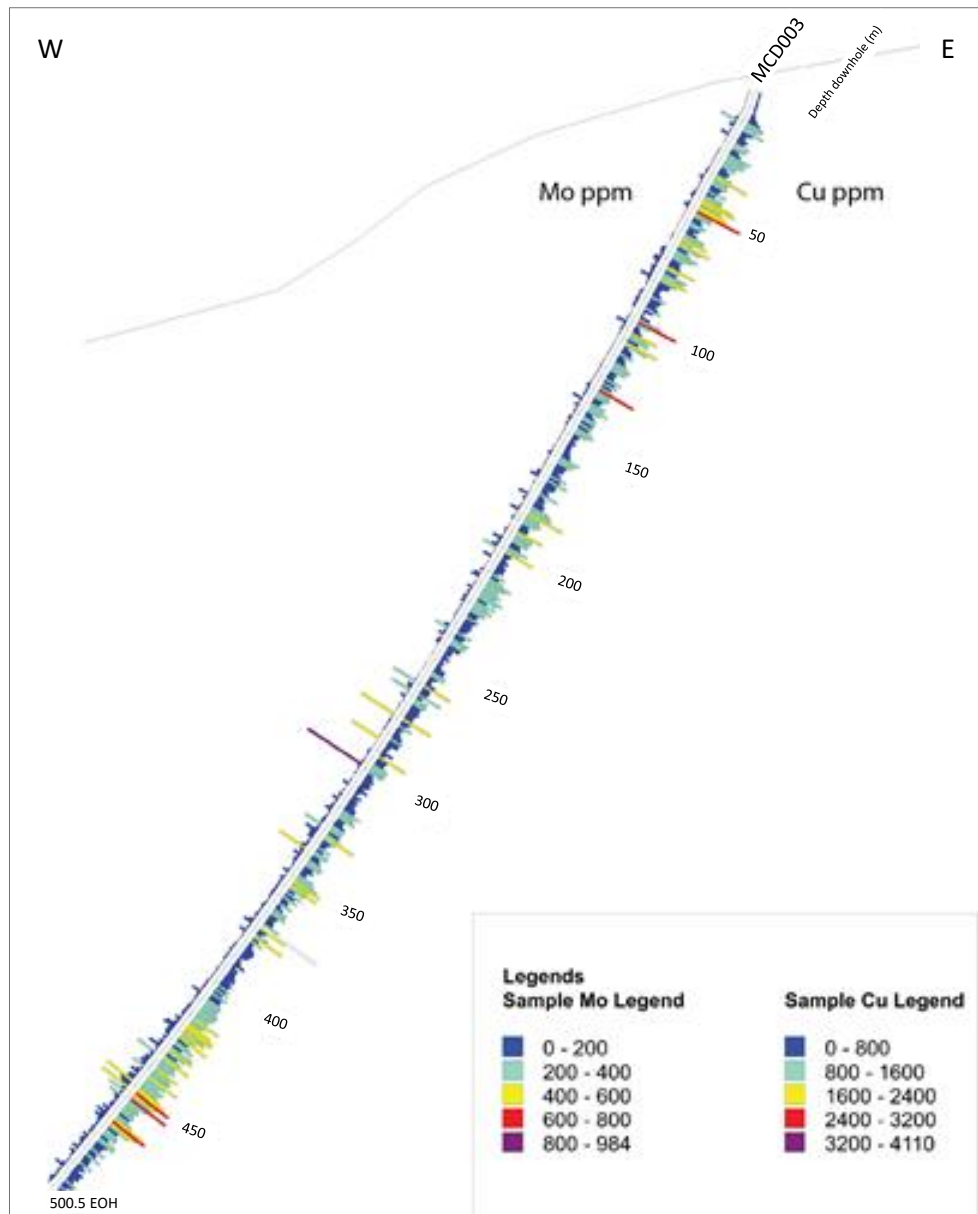 W
E
MCD003
Depth downhole (m)
Mo ppm
Cu ppm
50
100
150
200
250
300
350
400
450
500.5 EOH
Legends
Sample Mo Legend
0 - 200
200 - 400
400 - 600
600 - 800
800 - 984
Sample Cu Legend
0 - 800
800 - 1600
1600 - 2400
2400 - 3200
3200 - 4110